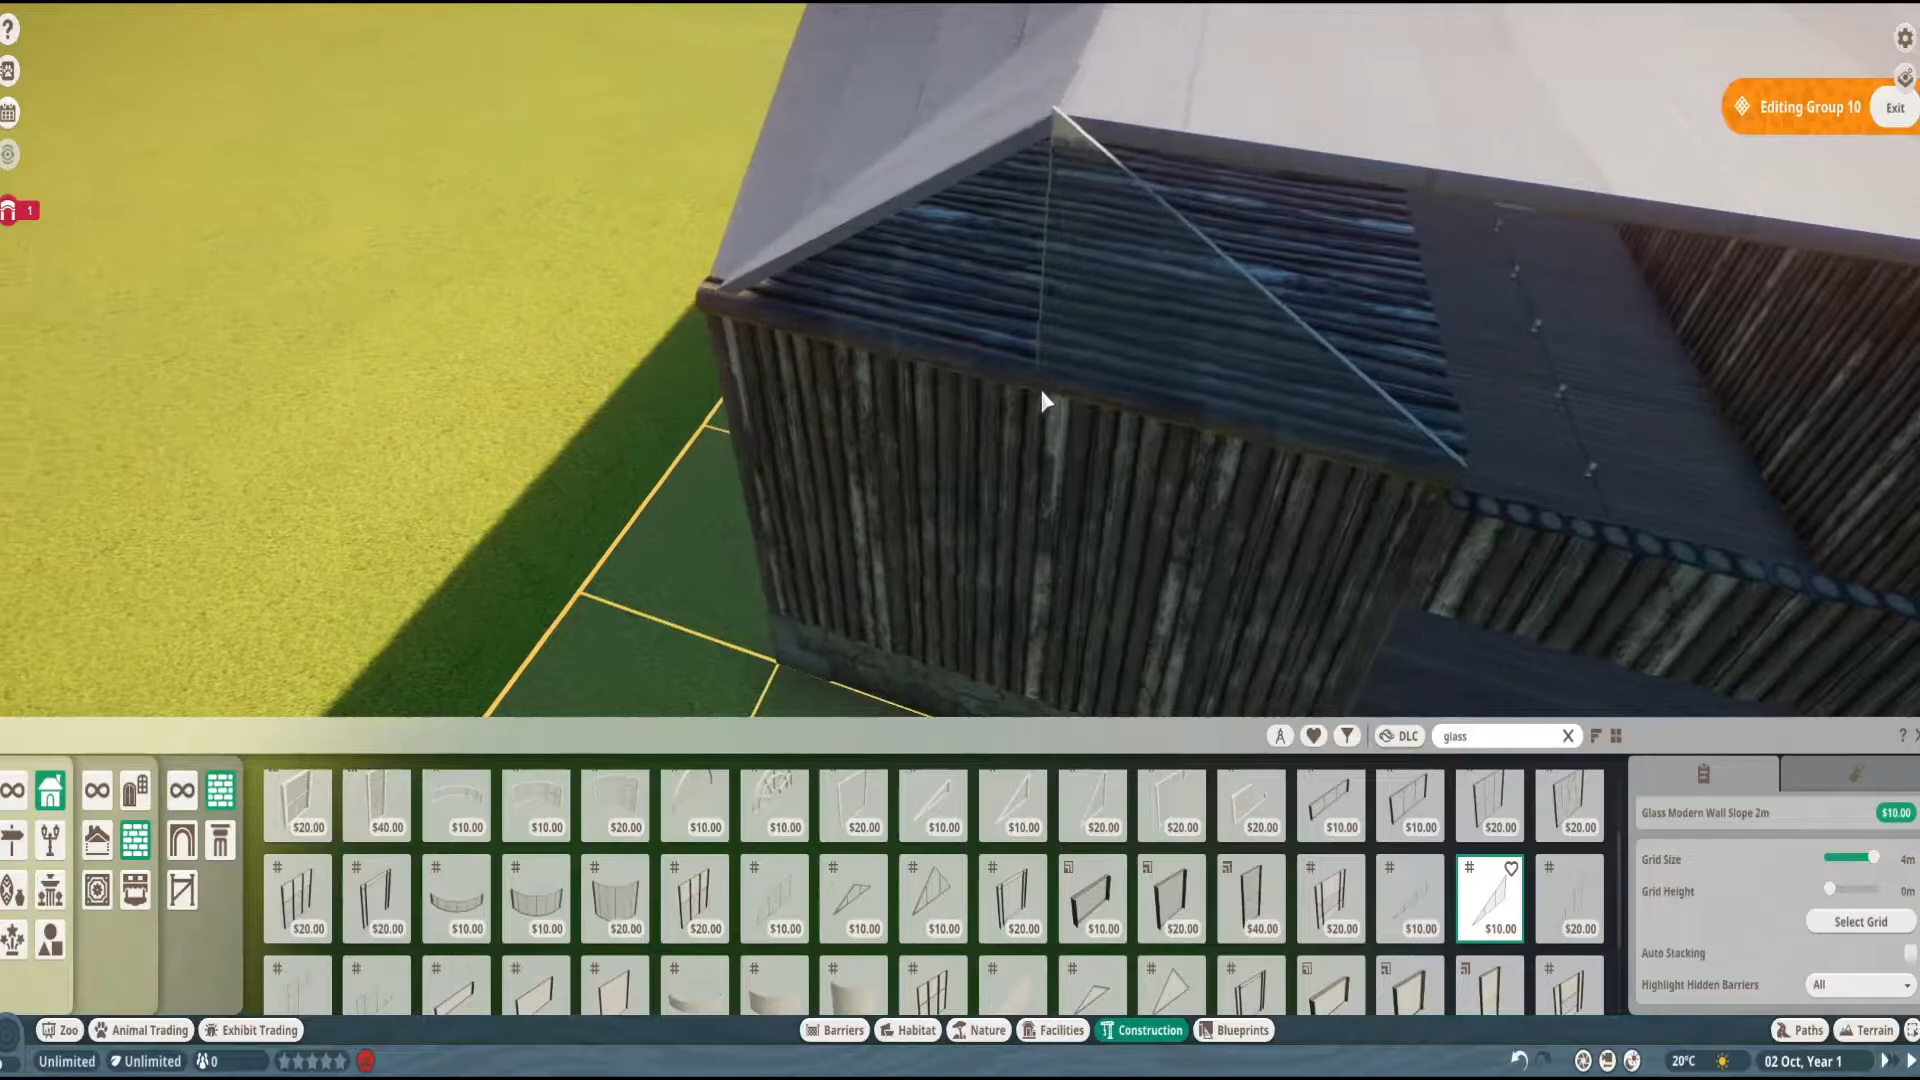 ?
Editing Group 10
Exit
1
DLC
glass
X
?
$20.00
$40.00
$10.00
$10.00
$20.00
$10.00
$10.00
$20.00
$10.00
$10.00
$20.00
$20.00
$20.00
$10.00
$10.00
$20.00
$20.00
Glass Modern Wall Slope 2m
$10.00
Grid Size
4m
Grid Height
0m
Select Grid
Auto Stacking
Highlight Hidden Barriers
All
# $20.00
# $20.00
# $10.00
# $10.00
# $20.00
# $20.00
# $10.00
# $10.00
# $10.00
# $20.00
$10.00
$20.00
$40.00
# $20.00
# $10.00
# $10.00
# $20.00
Zoo
Animal Trading
Exhibit Trading
Barriers
Habitat
Nature
Facilities
Construction
Blueprints
Paths
Terrain
Unlimited
Unlimited
0
20°C
02 Oct, Year 1